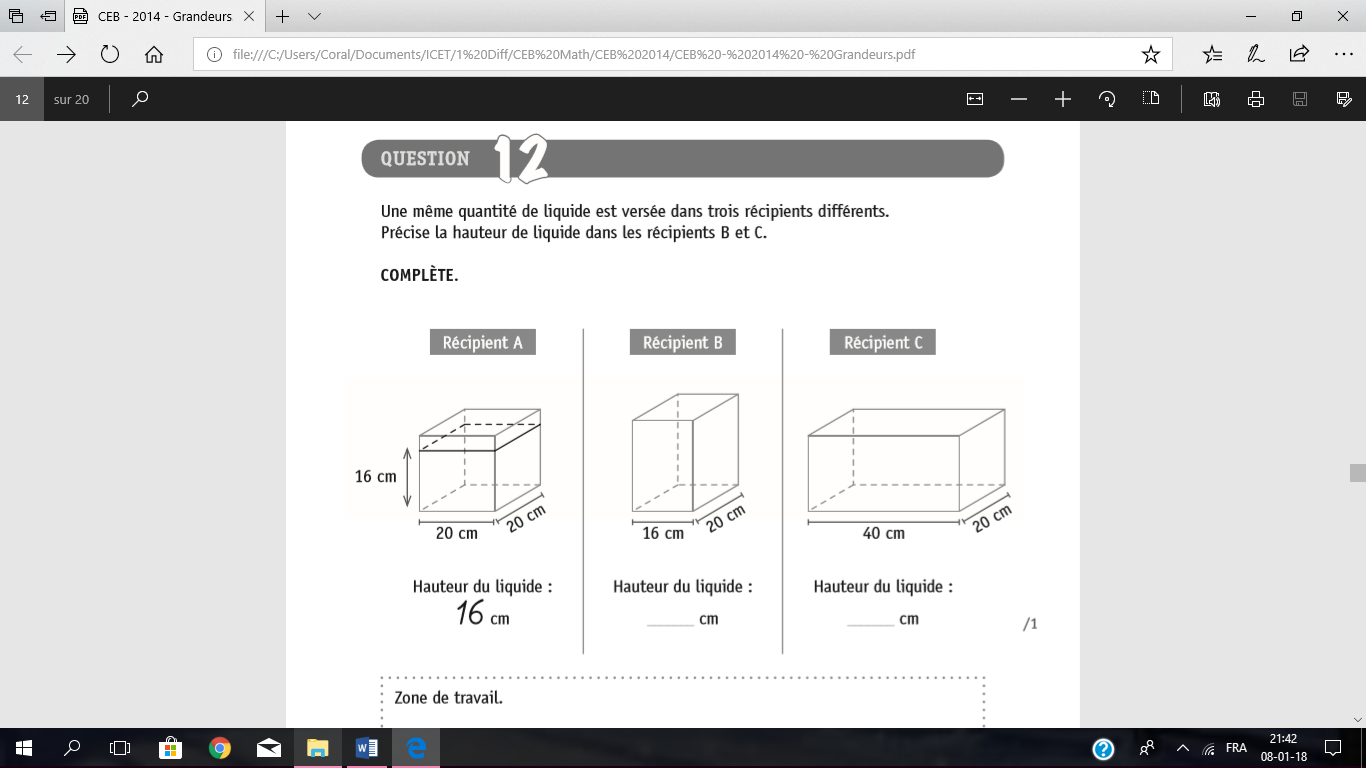 CEB - 2014 - Grandeurs
file:///C:/Users/Coral/Documents/ICET/1%20Diff/CEB%20Math/CEB%202014/CEB%20-%202014%20-%20Grandeurs.pdf
12 sur 20
QUESTION 12
Une même quantité de liquide est versée dans trois récipients différents.
Précise la hauteur de liquide dans les récipients B et C.
COMPLÈTE.
Récipient A
16 cm
20 cm
20 cm
Hauteur du liquide :
16 cm
Récipient B
16 cm
20 cm
Hauteur du liquide :
______ cm
Récipient C
40 cm
20 cm
Hauteur du liquide :
______ cm
/1
Zone de travail.
FRA
21:42
08-01-18